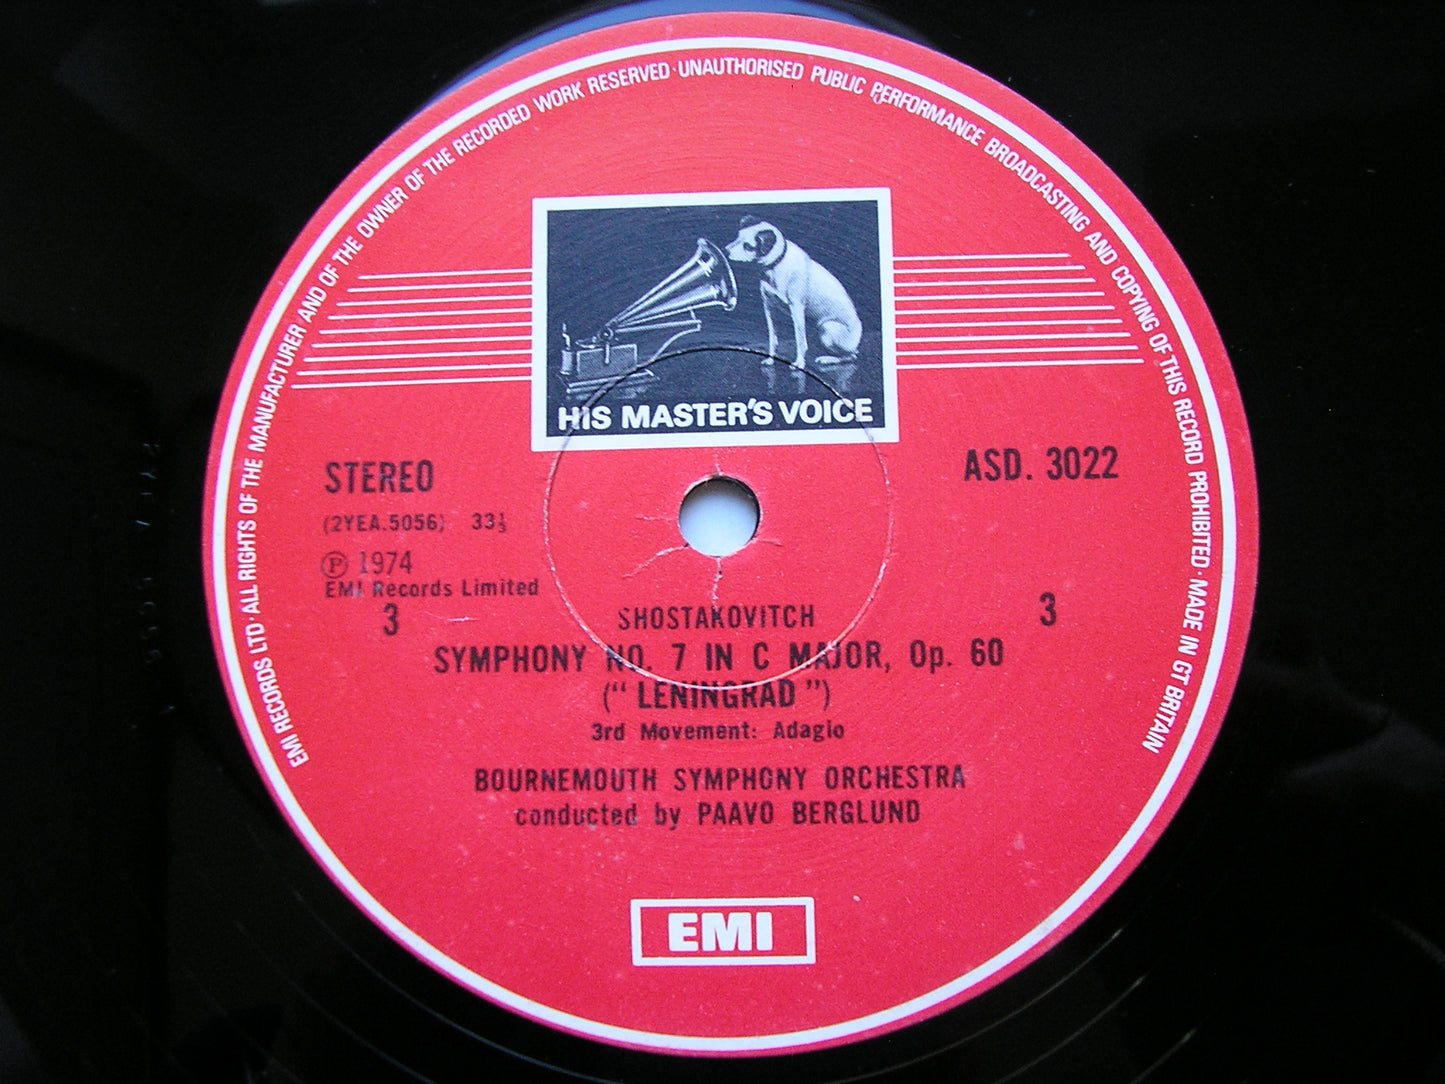 EMI RECORDS LTD · ALL RIGHTS OF THE MANUFACTURER AND OF THE OWNER OF THE RECORDED WORK RESERVED · UNAUTHORISED PUBLIC PERFORMANCE BROADCASTING AND COPYING OF THIS RECORD PROHIBITED · MADE IN GT BRITAIN
HIS MASTER'S VOICE
STEREO
ASD. 3022
(2YEA.5056) 33⅓
℗ 1974
EMI Records Limited
3
3
SHOSTAKOVITCH
SYMPHONY NO. 7 IN C MAJOR, Op. 60
(“ LENINGRAD ”)
3rd Movement: Adagio
BOURNEMOUTH SYMPHONY ORCHESTRA
conducted by PAAVO BERGLUND
EMI